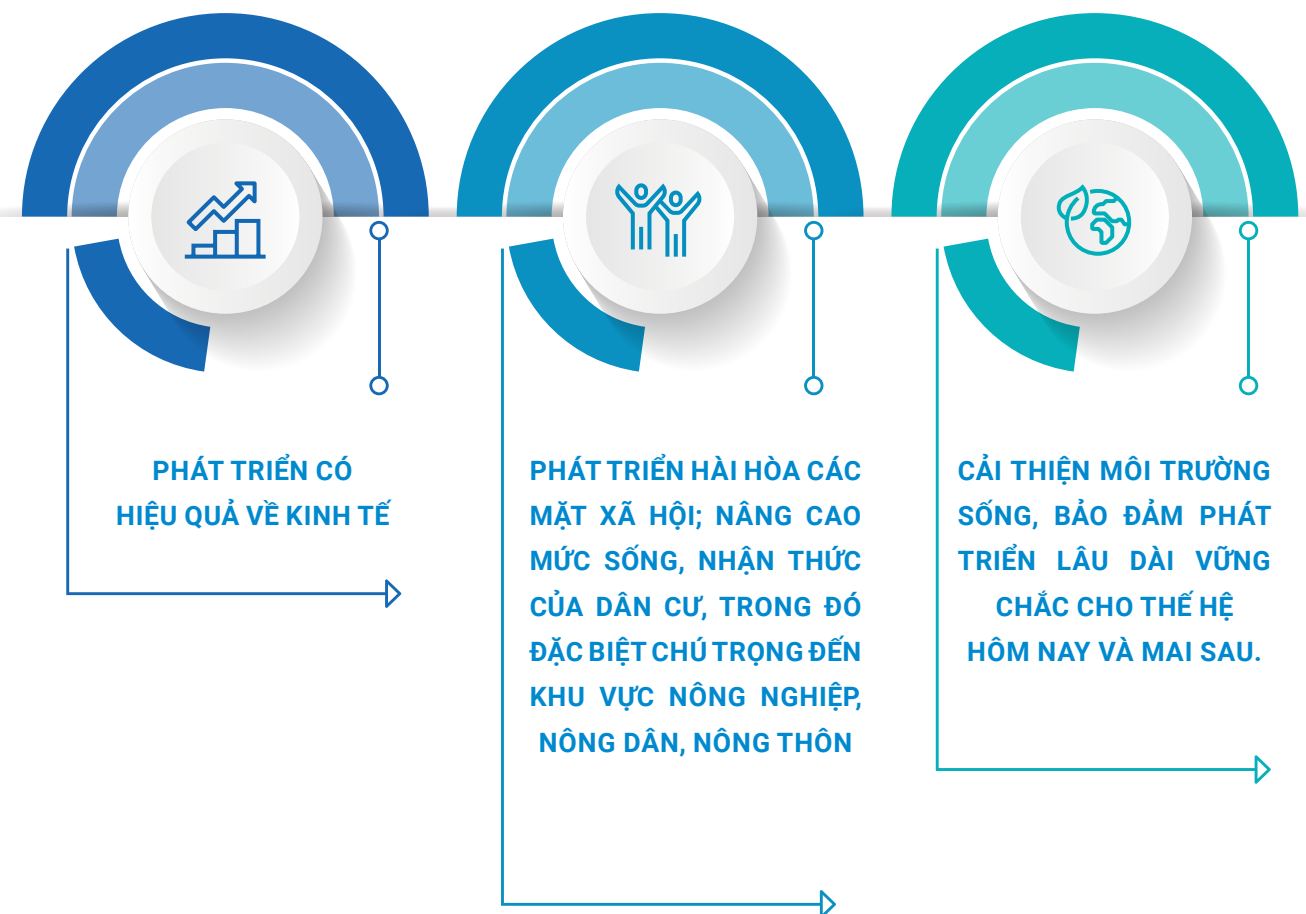 PHÁT TRIỂN CÓ
HIỆU QUẢ VỀ KINH TẾ
PHÁT TRIỂN HÀI HÒA CÁC
MẶT XÃ HỘI; NÂNG CAO
MỨC SỐNG, NHẬN THỨC
CỦA DÂN CƯ, TRONG ĐÓ
ĐẶC BIỆT CHÚ TRỌNG ĐẾN
KHU VỰC NÔNG NGHIỆP,
NÔNG DÂN, NÔNG THÔN
CẢI THIỆN MÔI TRƯỜNG
SỐNG, BẢO ĐẢM PHÁT
TRIỂN LÂU DÀI VỮNG
CHẮC CHO THẾ HỆ
HÔM NAY VÀ MAI SAU.